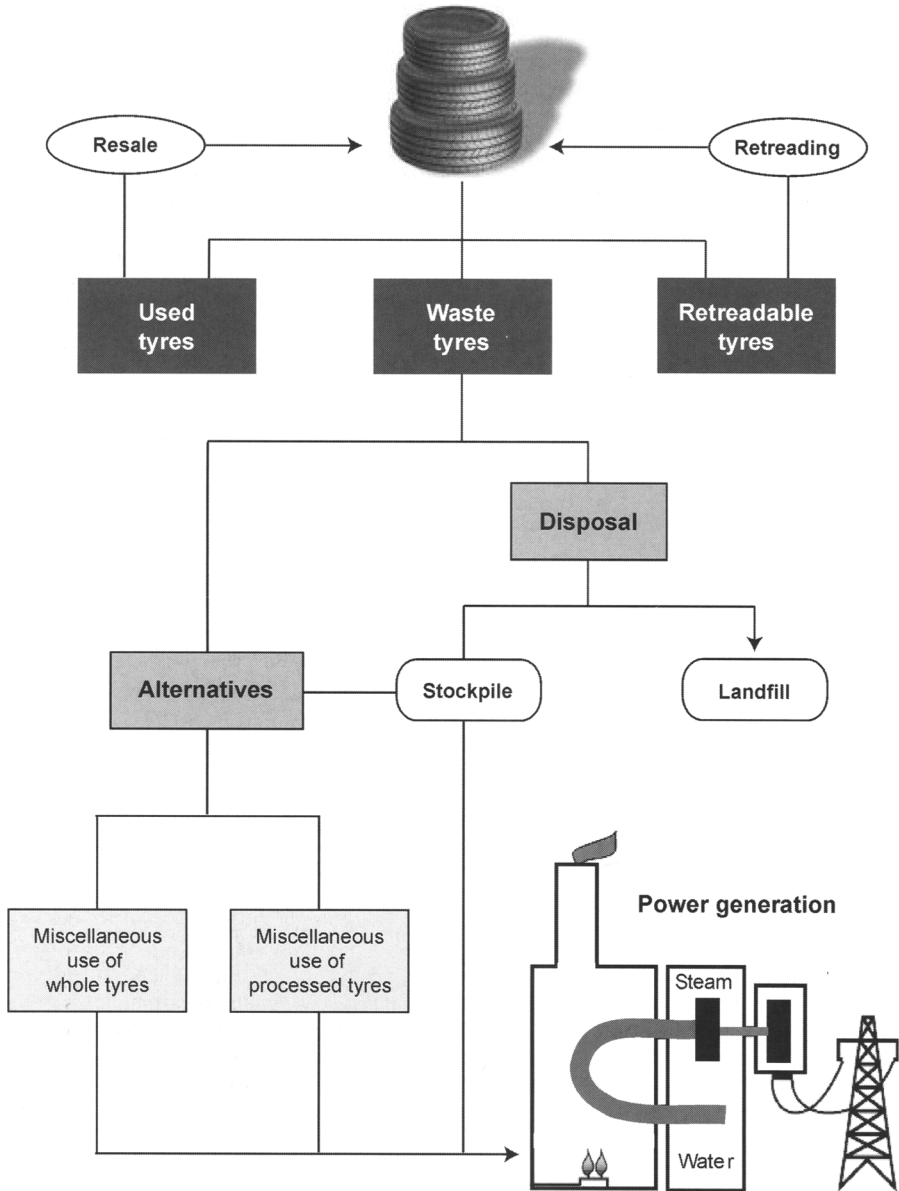 Resale
Retreading
Used
tyres
Waste
tyres
Retreadable
tyres
Disposal
Alternatives
Stockpile
Landfill
Miscellaneous
use of
whole tyres
Miscellaneous
use of
processed tyres
Power generation
Steam
Water